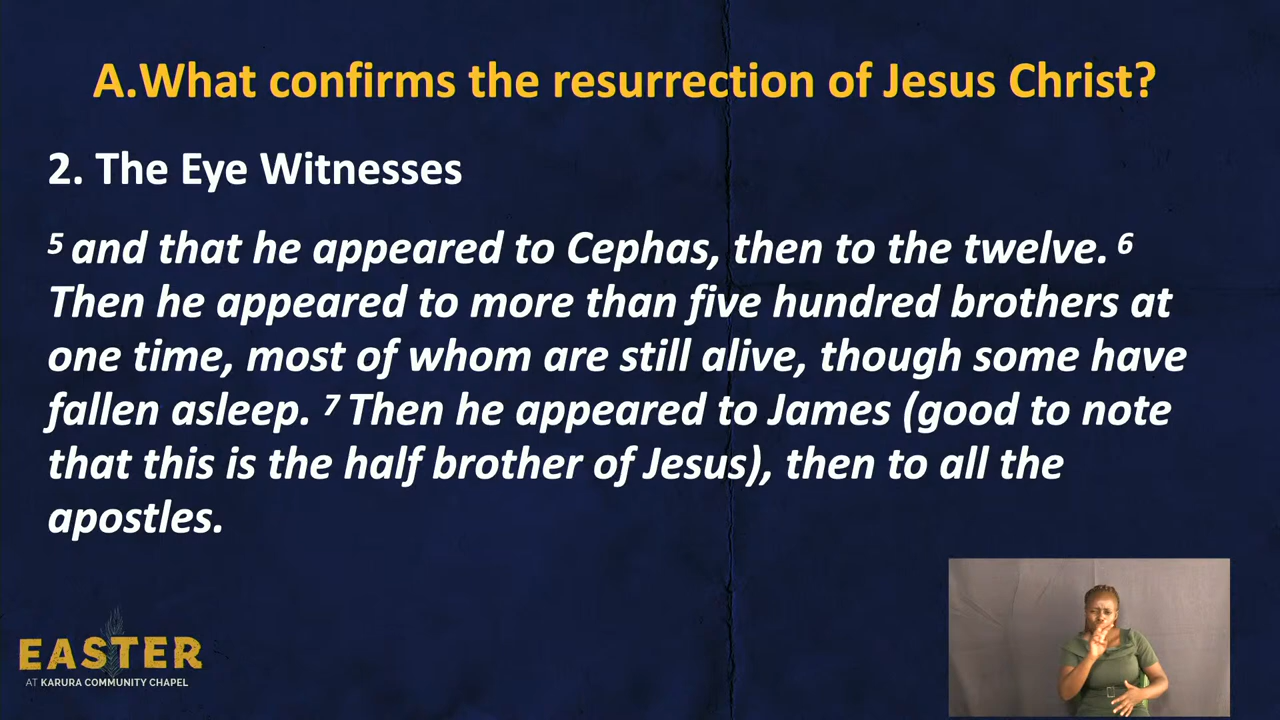 A.What confirms the resurrection of Jesus Christ?
2. The Eye Witnesses
5 and that he appeared to Cephas, then to the twelve. 6
Then he appeared to more than five hundred brothers at
one time, most of whom are still alive, though some have
fallen asleep. 7 Then he appeared to James (good to note
that this is the half brother of Jesus), then to all the
apostles.
EASTER
AT KARURA COMMUNITY CHAPEL